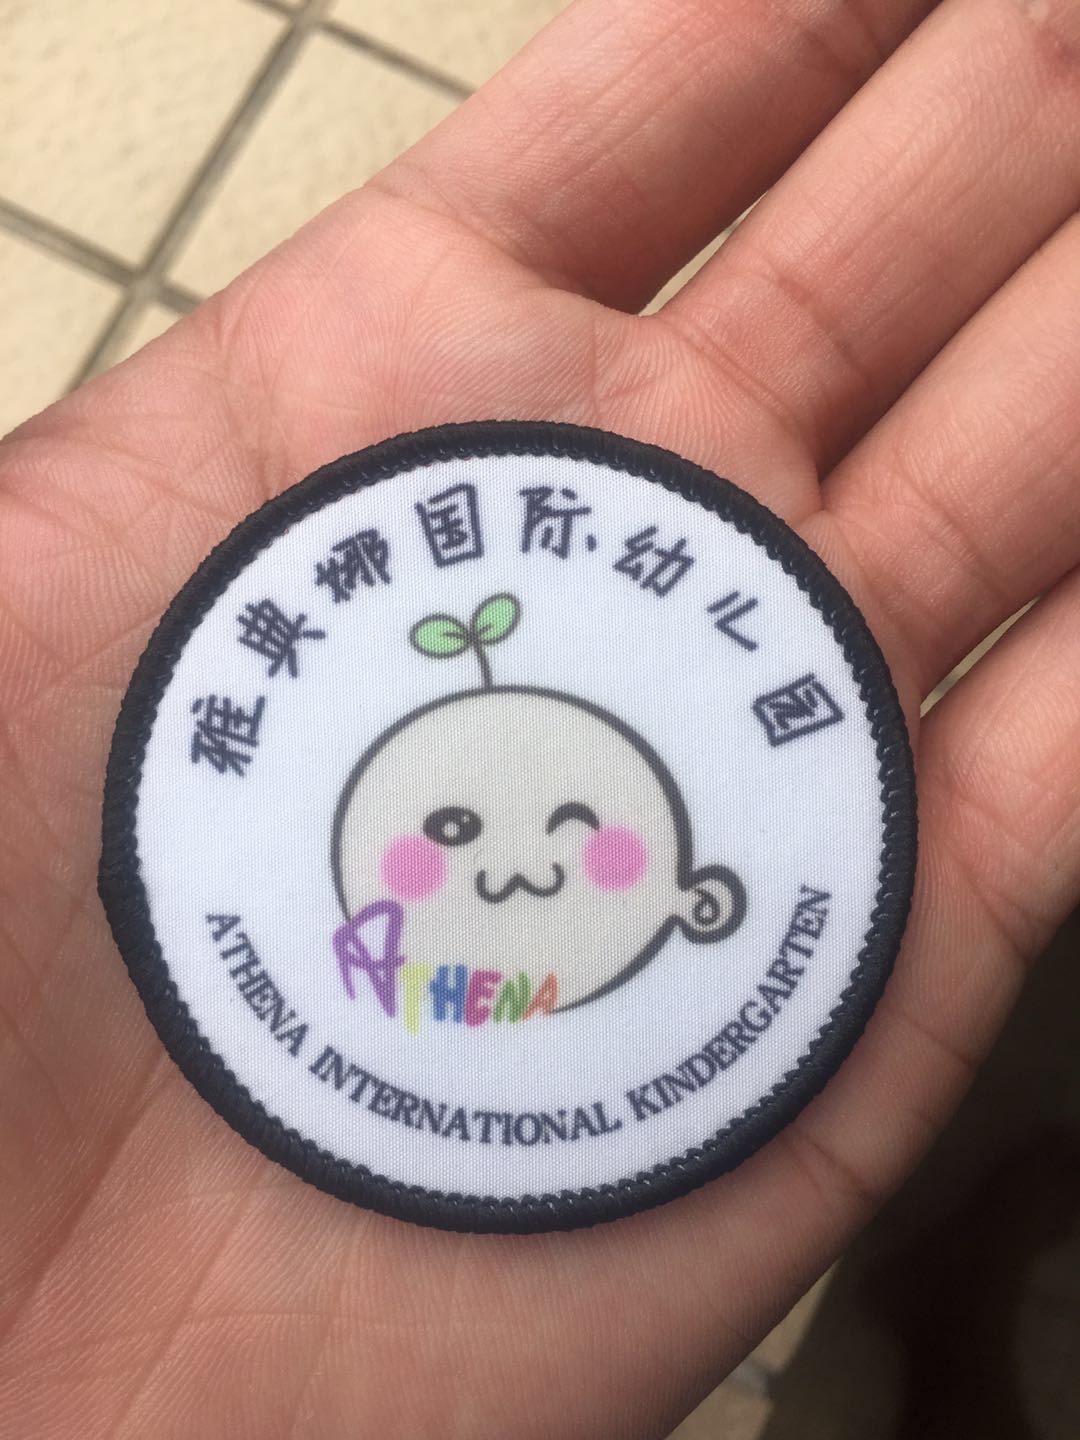 雅典娜国际幼儿园
ATHENA
ATHENA INTERNATIONAL KINDERGARTEN